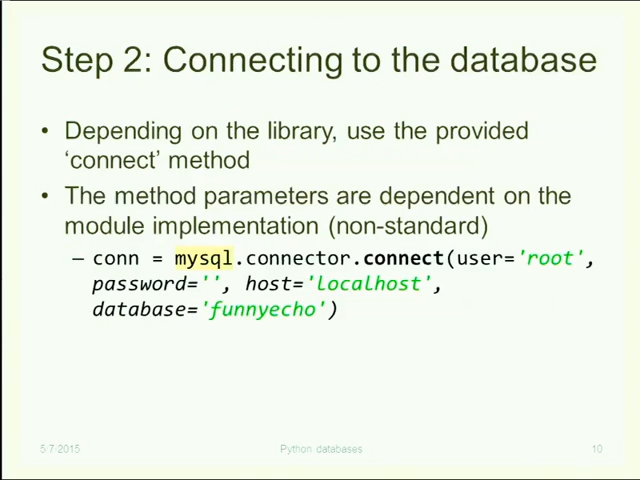 Step 2: Connecting to the database
• Depending on the library, use the provided
‘connect’ method
• The method parameters are dependent on the
module implementation (non-standard)
– conn = mysql.connector.connect(user='root',
password='', host='localhost',
database='funnyecho')
5/7/2015 Python databases 10